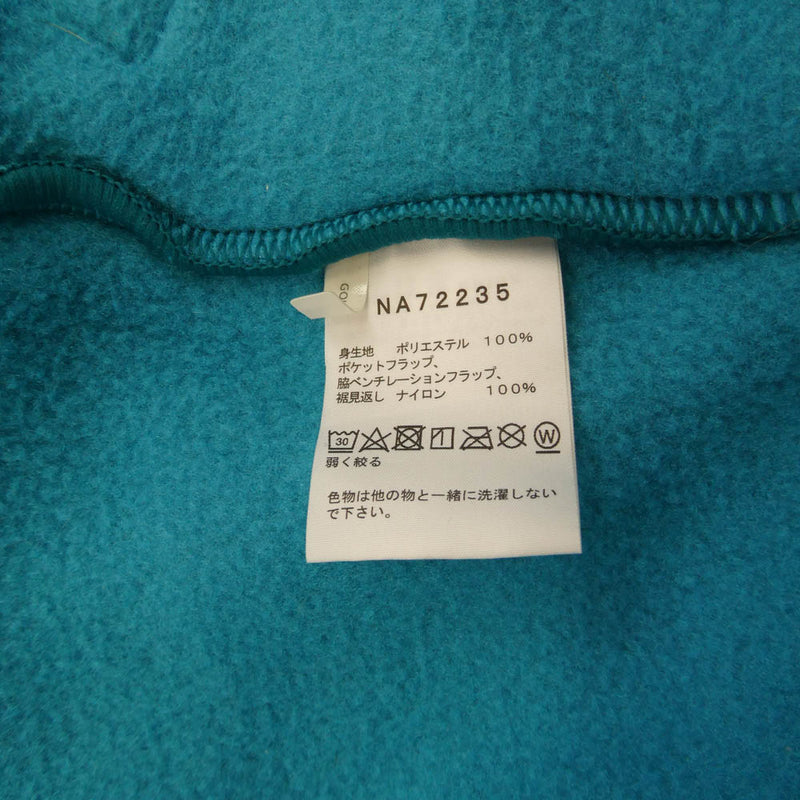 GO
NA72235
身生地 ポリエステル 100%
ポケットフラップ、
脇ベンチレーションフラップ、
裾見返し ナイロン 100%
30 W
弱く絞る
色物は他の物と一緒に洗濯しない
で下さい。